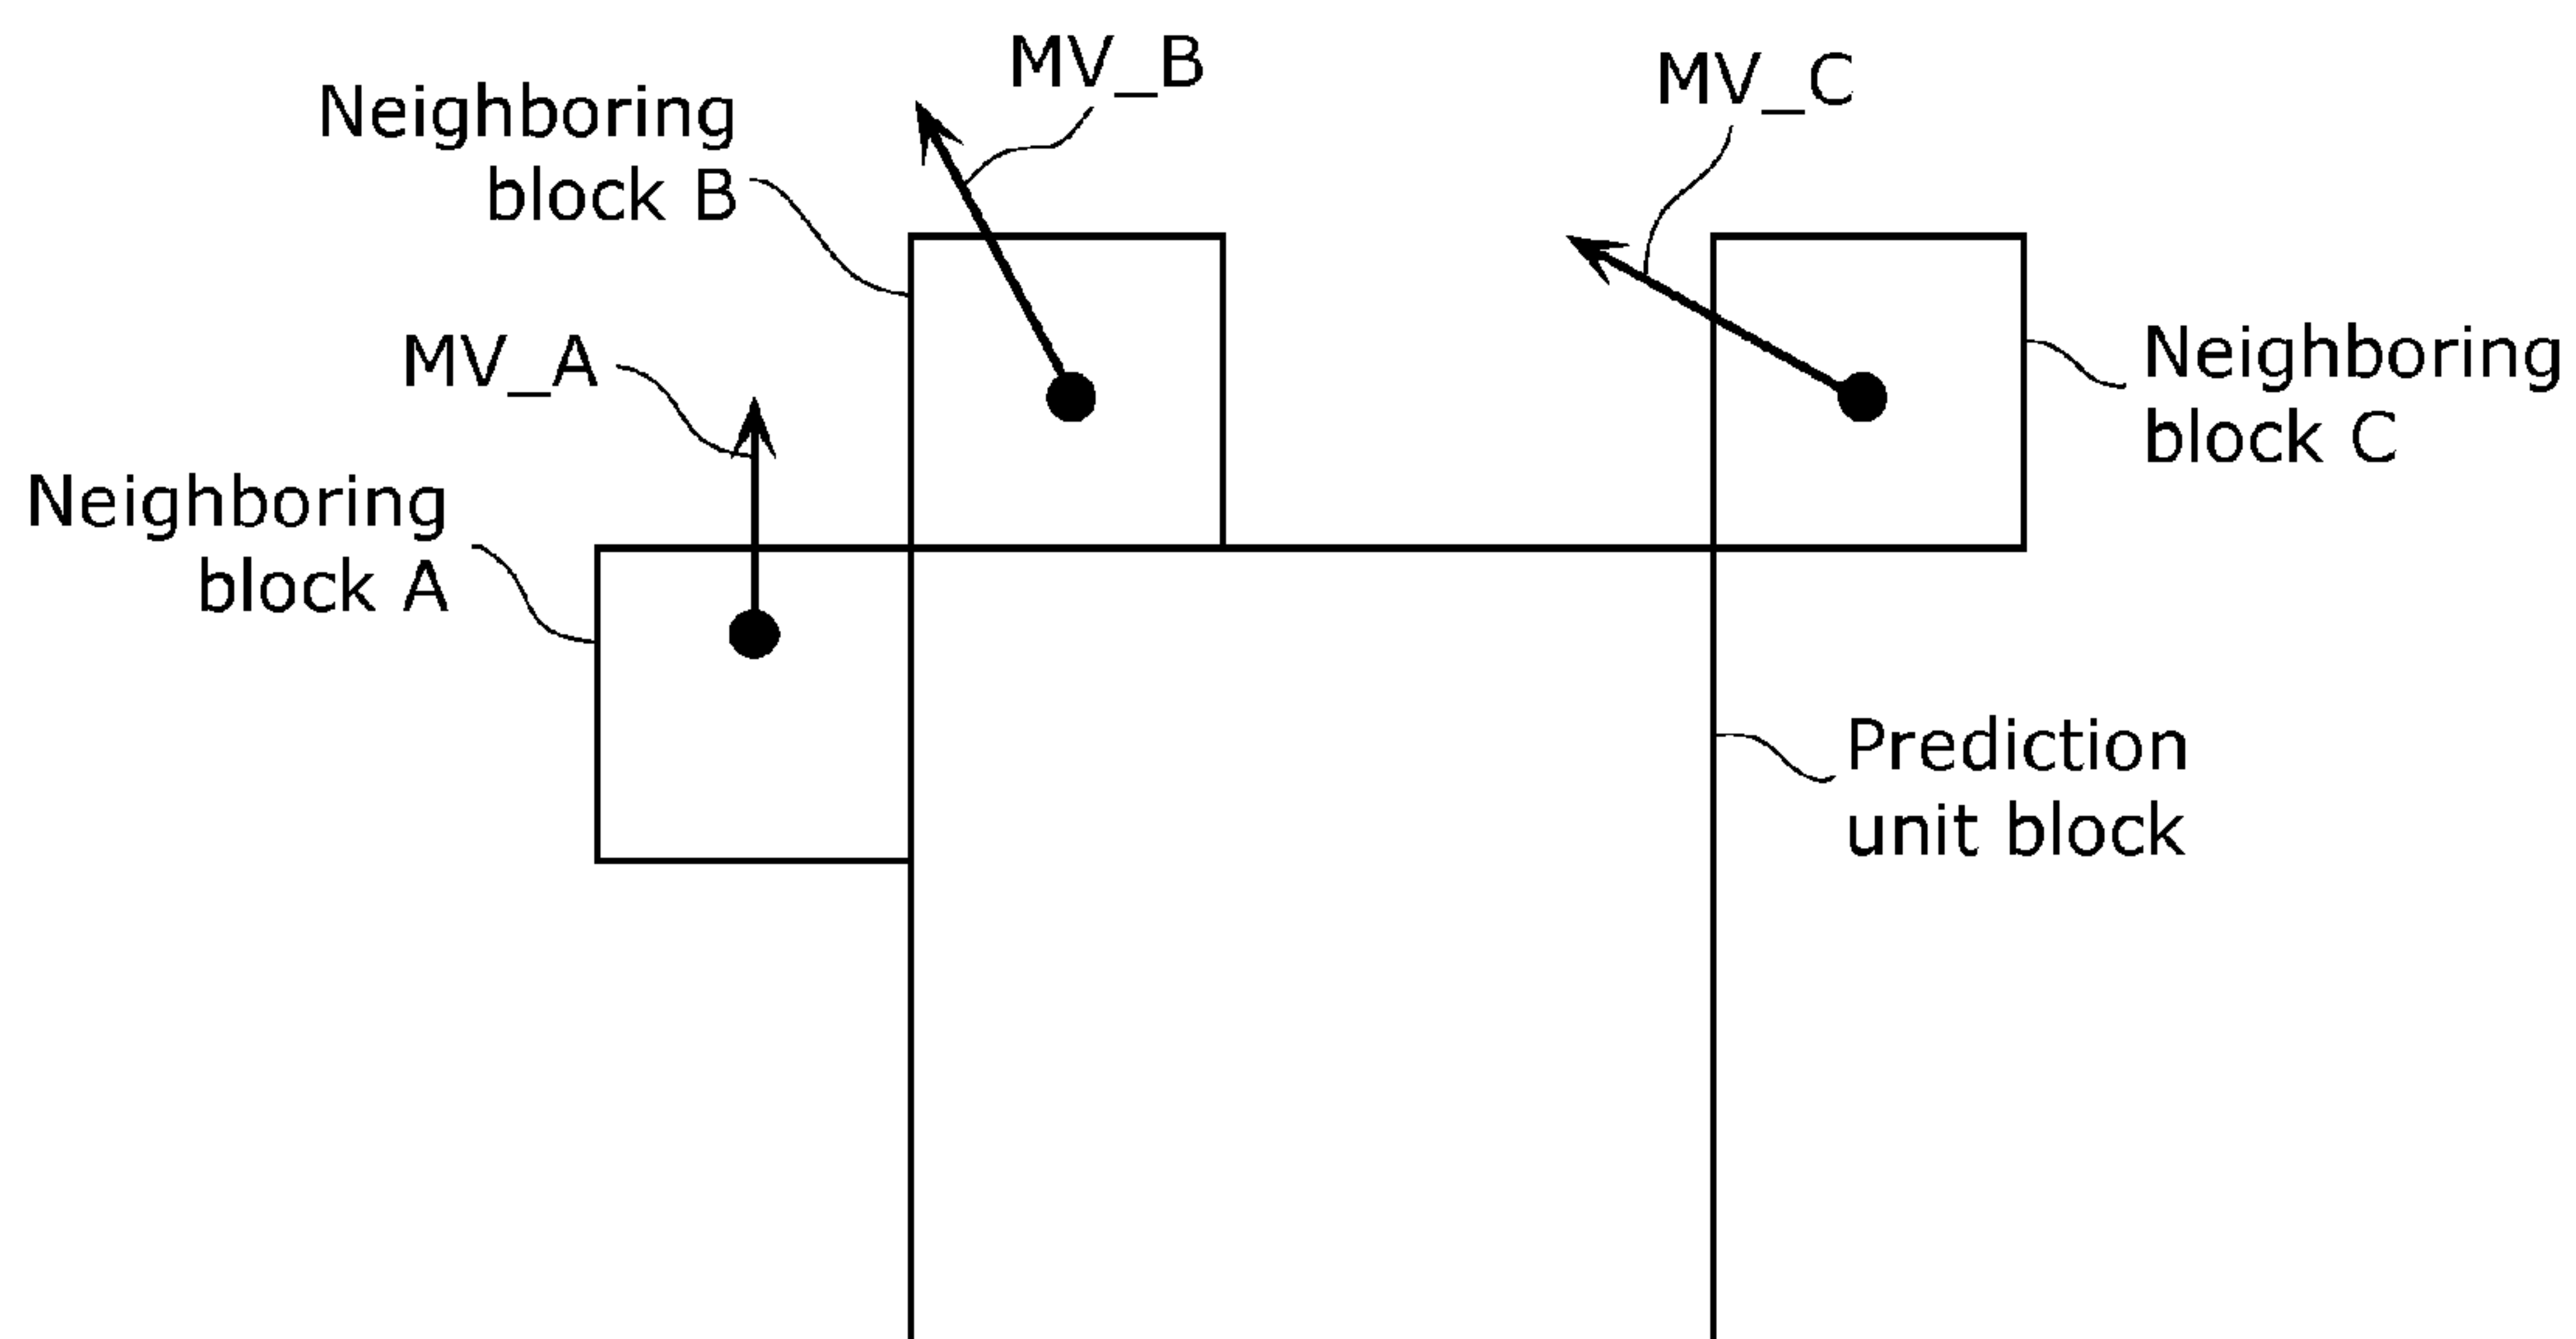 MV_B
MV_C
Neighboring
block B
MV_A
Neighboring
block C
Neighboring
block A
Prediction
unit block